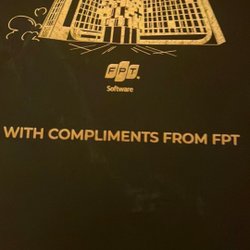 FPT
Software
WITH COMPLIMENTS FROM FPT